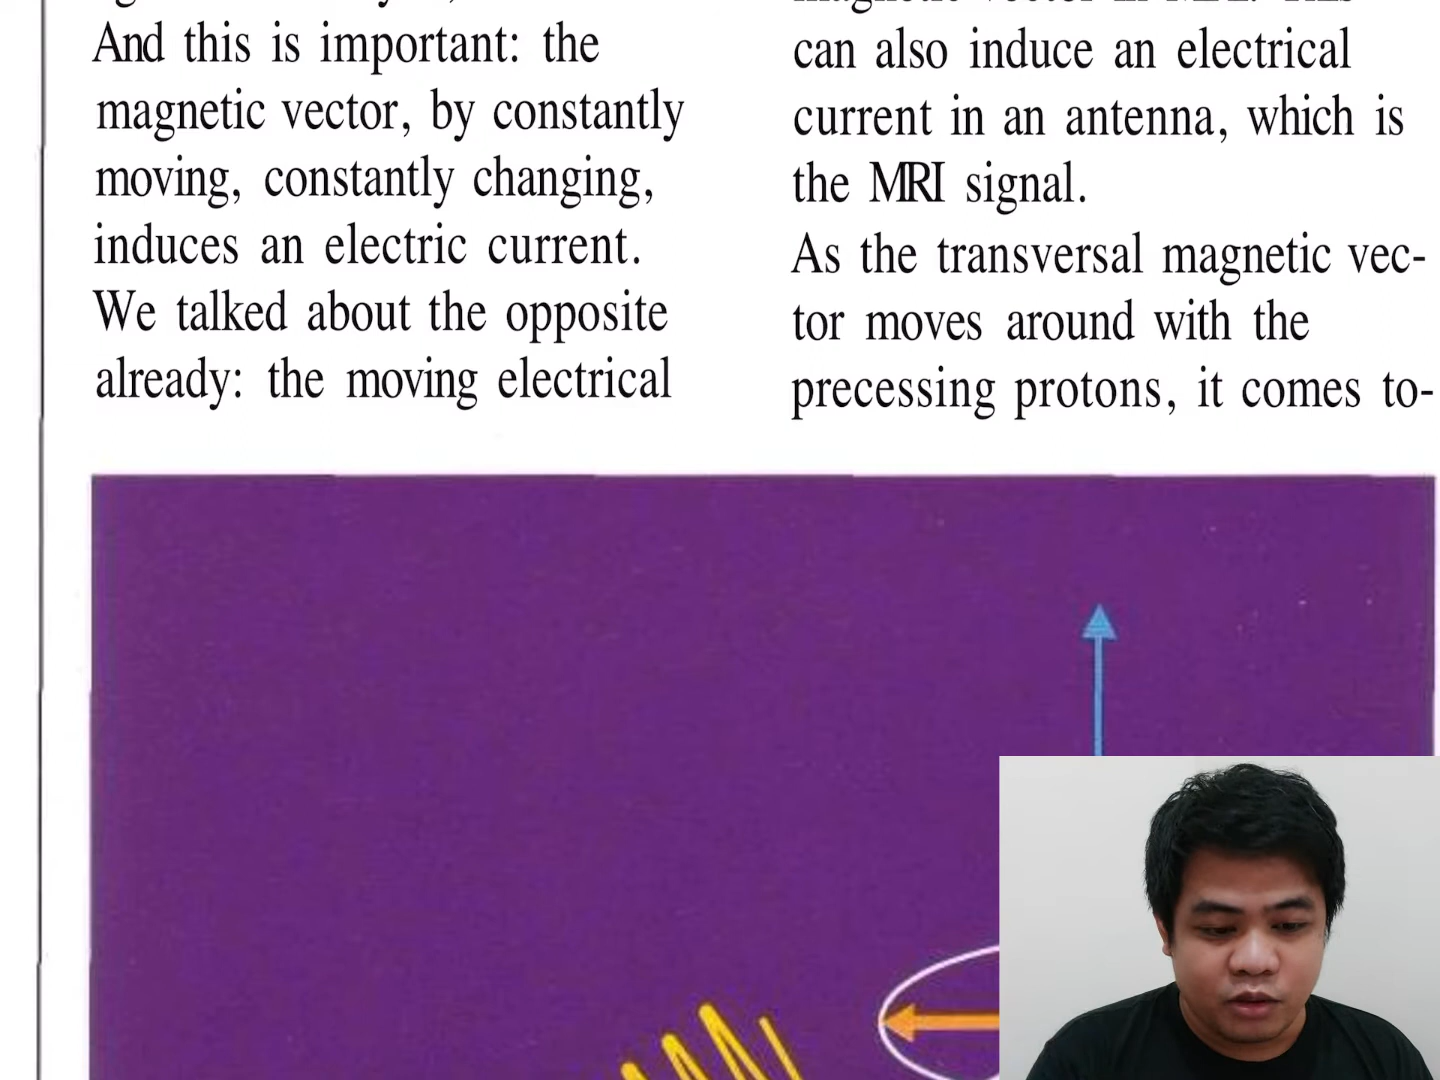 And this is important: the
magnetic vector, by constantly
moving, constantly changing,
induces an electric current.
We talked about the opposite
already: the moving electrical
can also induce an electrical
current in an antenna, which is
the MRI signal.
As the transversal magnetic vec-
tor moves around with the
precessing protons, it comes to-